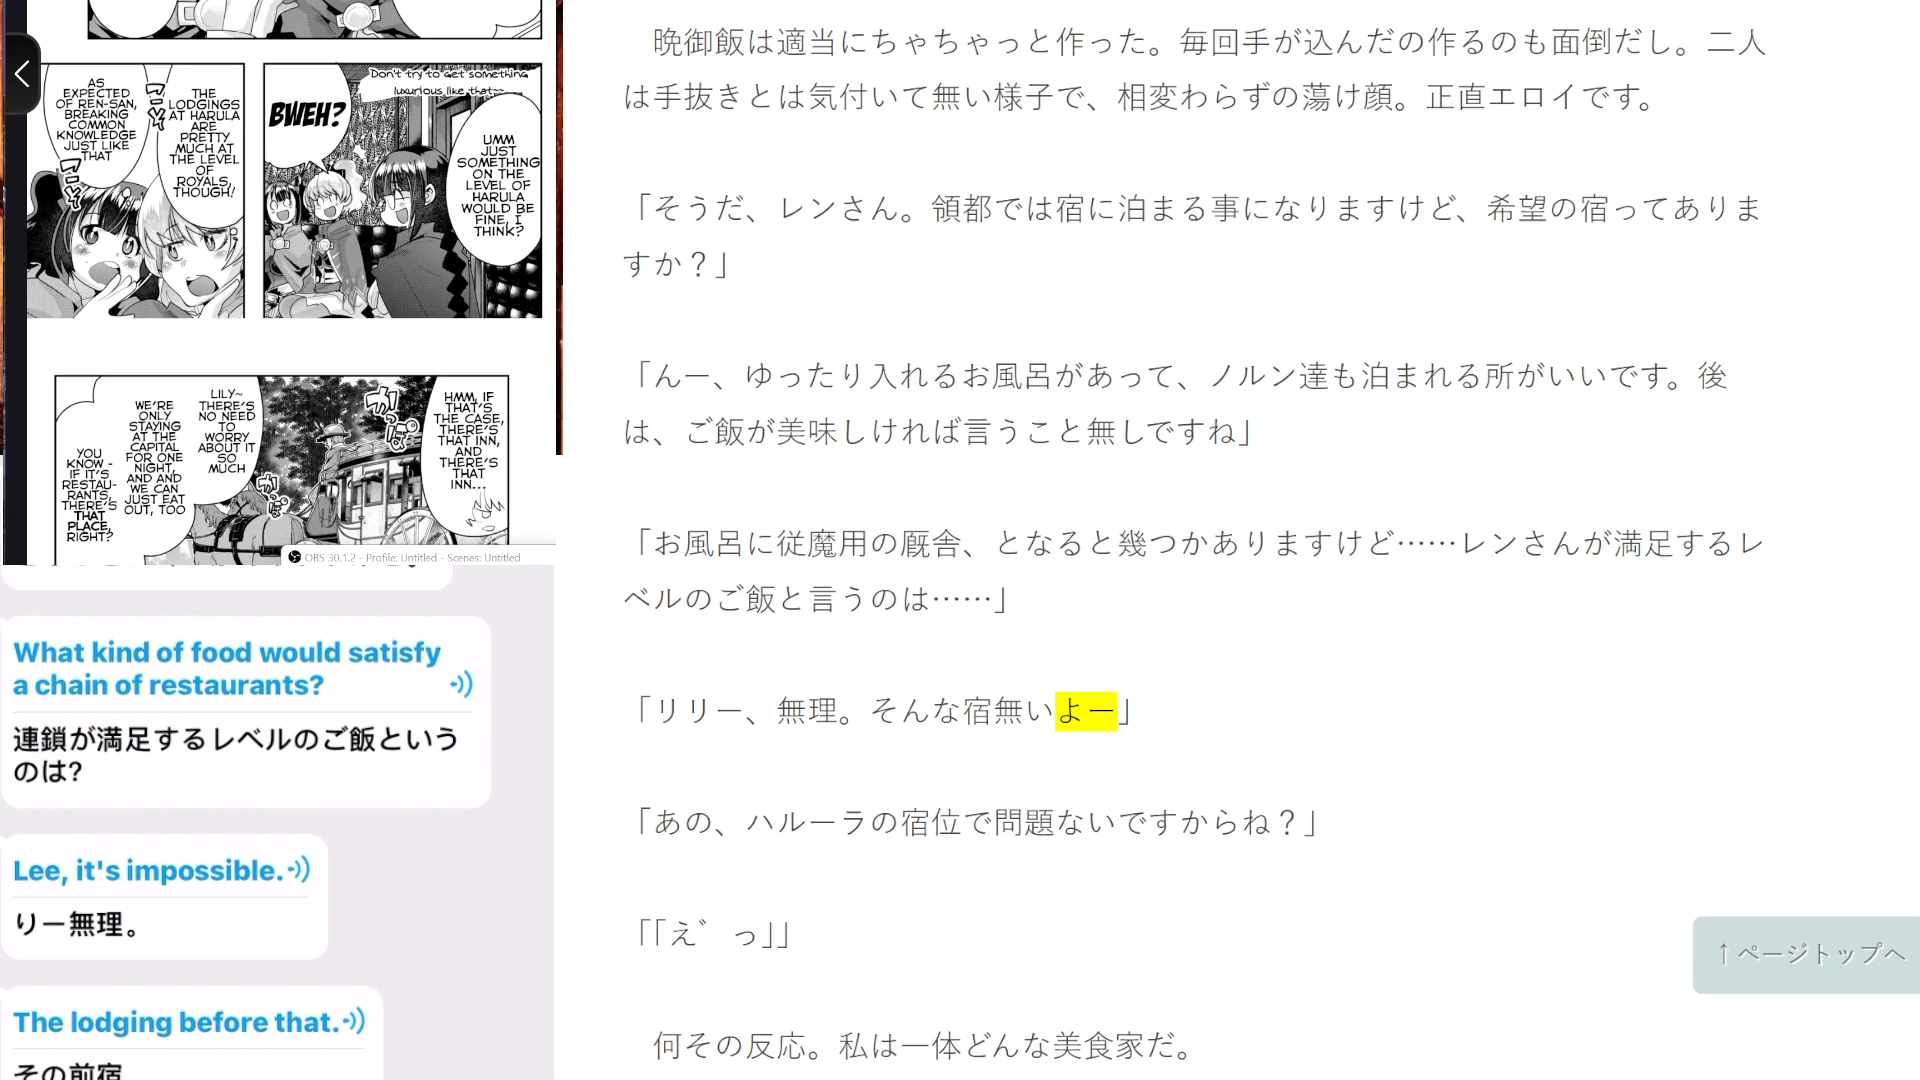 Don't try to get something
luxurious like that~~
BWEH?
UMM
JUST
SOMETHING
ON THE
LEVEL OF
HARULA
WOULD BE
FINE, I
THINK?
THE
LODGINGS
AT HARULA
ARE
PRETTY
MUCH AT
THE LEVEL
OF
ROYALS,
THOUGH!
AS
EXPECTED
OF REN-SAN,
BREAKING
COMMON
KNOWLEDGE
JUST LIKE
THAT
HMM, IF
THAT'S
THE CASE,
THERE'S
THAT INN,
AND
THERE'S
THAT
INN...
LILY~
THERE'S
NO NEED
TO
WORRY
ABOUT IT
SO
MUCH
WE'RE
ONLY
STAYING
AT THE
CAPITAL
FOR ONE
NIGHT,
AND AND
WE CAN
JUST EAT
OUT, TOO
YOU
KNOW -
IF IT'S
RESTAU-
RANTS,
THERE'S
THAT
PLACE,
RIGHT?
OBS 30.1.2 - Profile: Untitled - Scenes: Untitled
What kind of food would satisfy
a chain of restaurants?
連鎖が満足するレベルのご飯という
のは?
Lee, it's impossible.
りー無理。
The lodging before that.
その前宿
晩御飯は適当にちゃちゃっと作った。毎回手が込んだの作るのも面倒だし。二人
は手抜きとは気付いて無い様子で、相変わらずの蕩け顔。正直エロイです。
「そうだ、レンさん。領都では宿に泊まる事になりますけど、希望の宿ってありま
すか？」
「んー、ゆったり入れるお風呂があって、ノルン達も泊まれる所がいいです。後
は、ご飯が美味しければ言うこと無しですね」
「お風呂に従魔用の厩舎、となると幾つかありますけど……レンさんが満足するレ
ベルのご飯と言うのは……」
「リリー、無理。そんな宿無いよー」
「あの、ハルーラの宿位で問題ないですからね？」
「「え゛っ」」
何その反応。私は一体どんな美食家だ。
↑ページトップへ